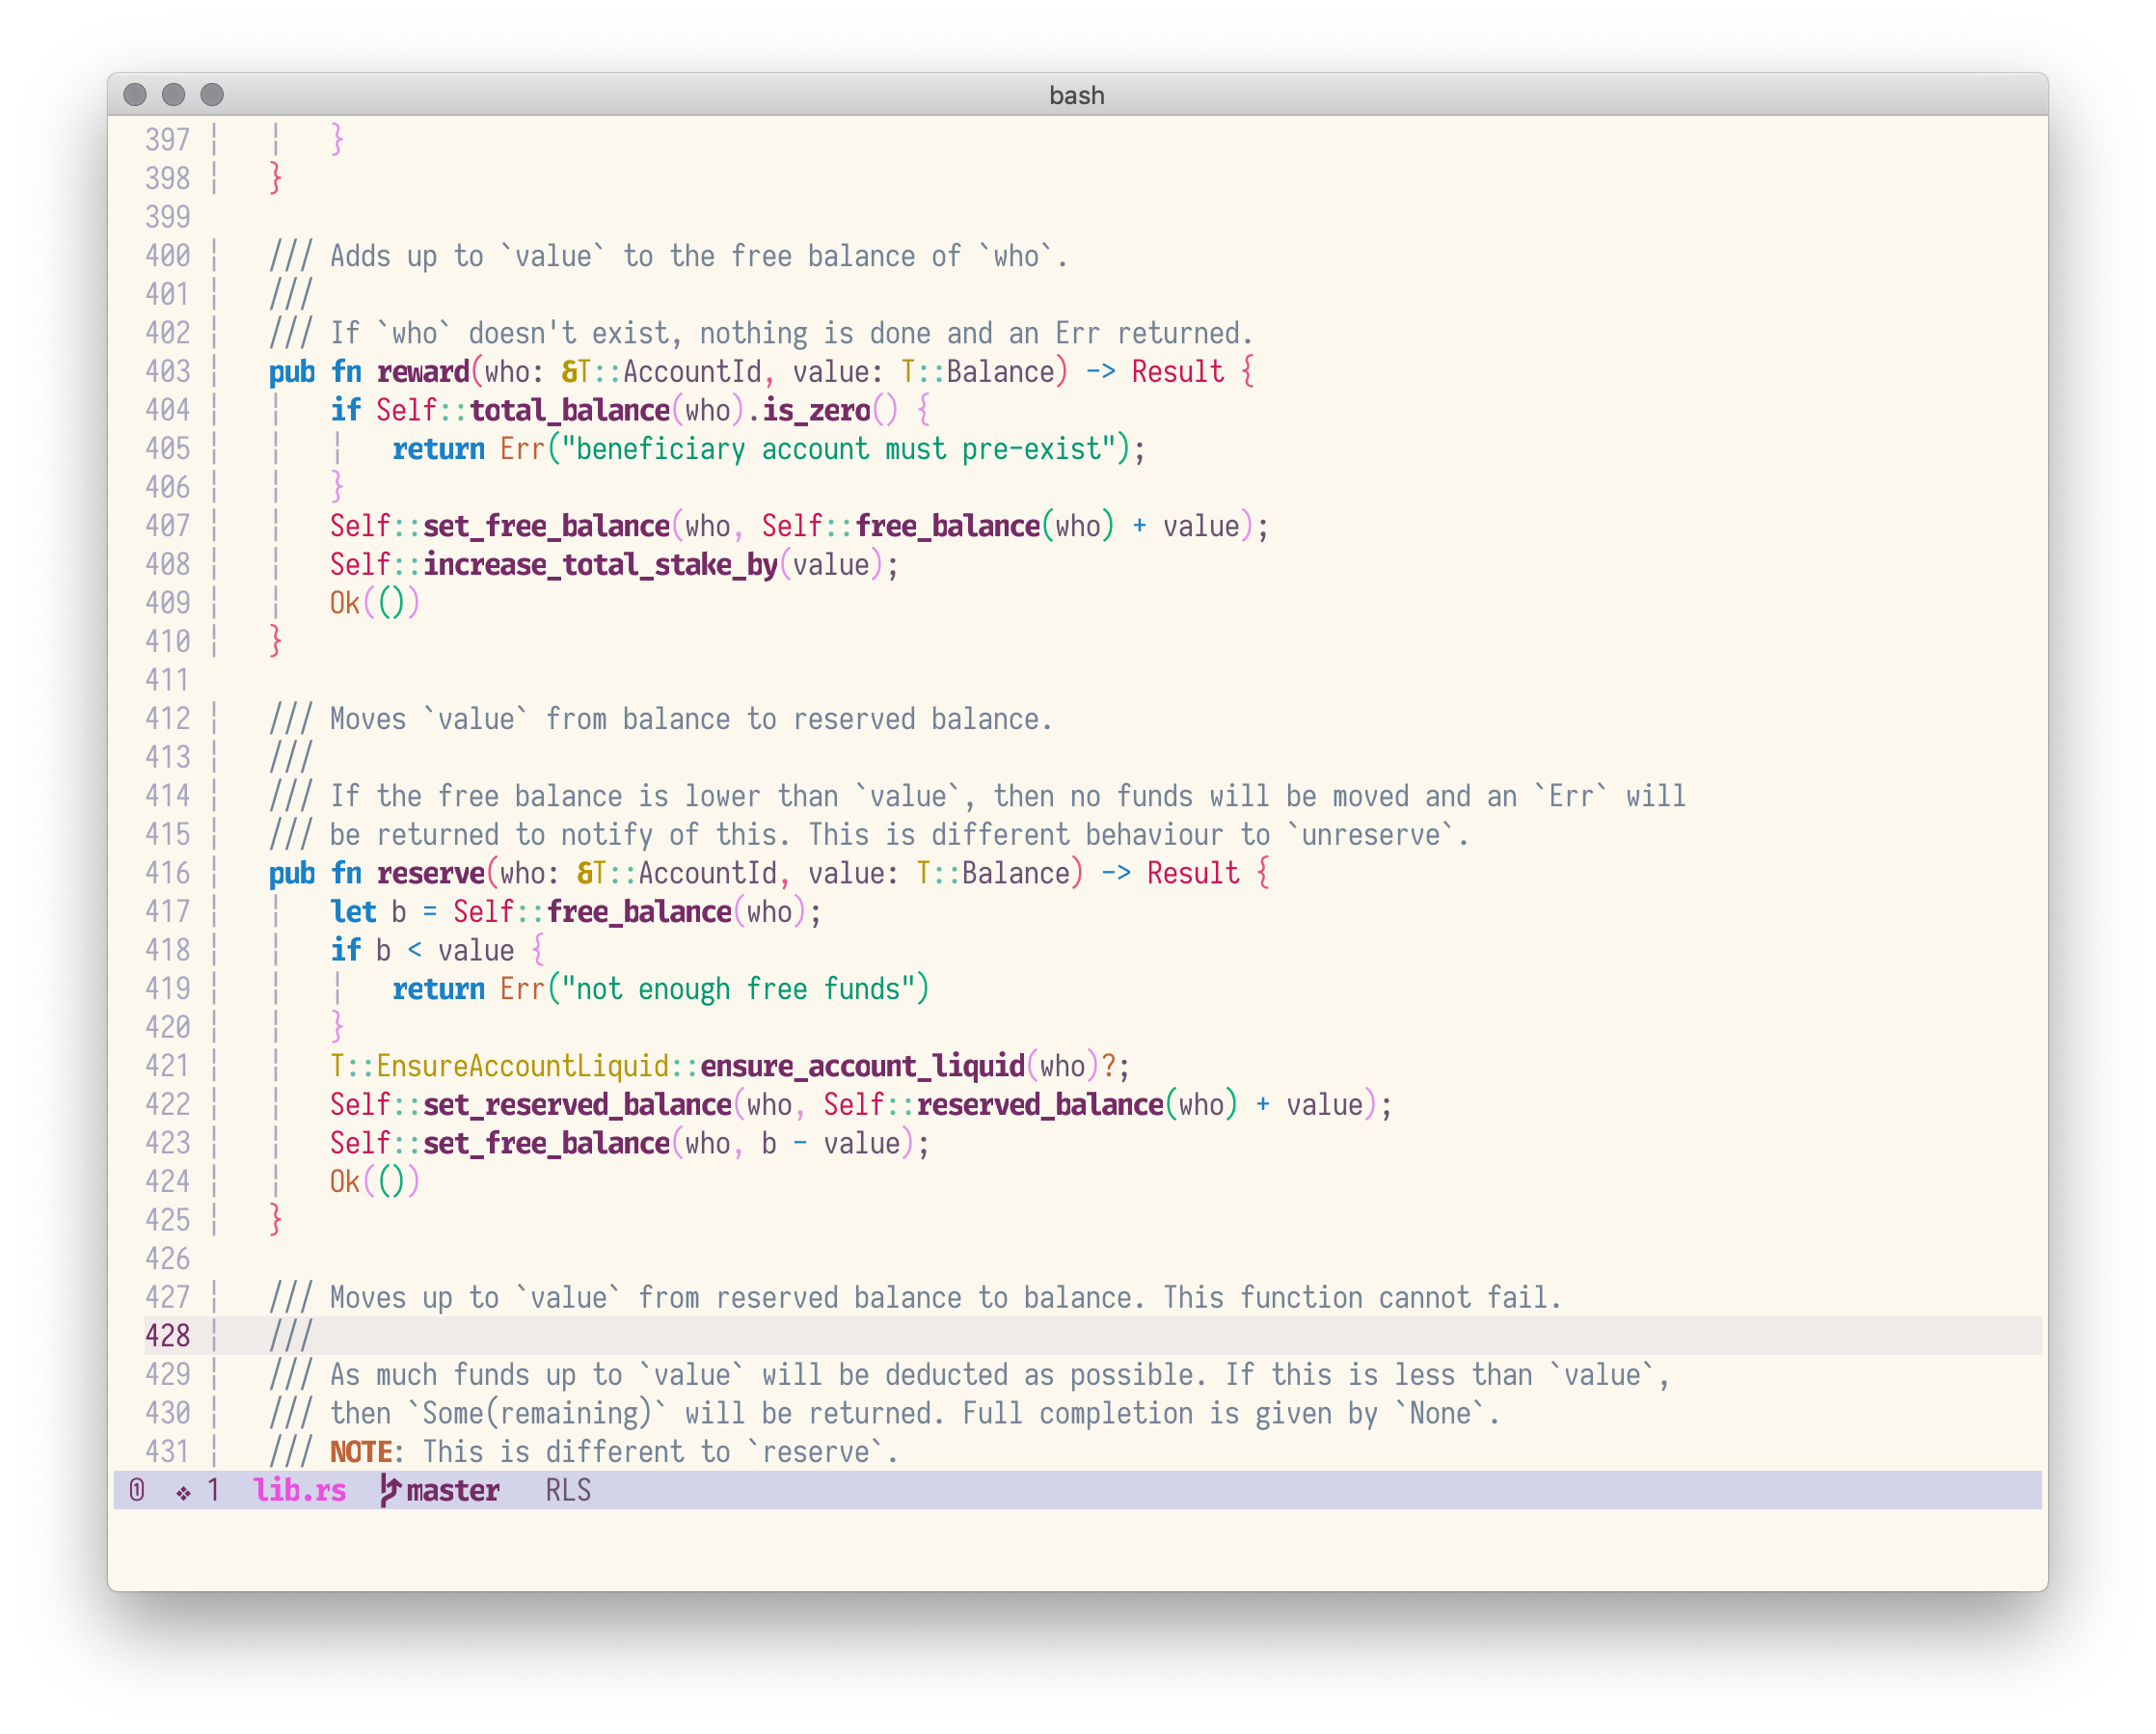 bash
397 ¦   ¦   }
398 ¦   }
399
400 ¦   /// Adds up to `value` to the free balance of `who`.
401 ¦   ///
402 ¦   /// If `who` doesn't exist, nothing is done and an Err returned.
403 ¦   pub fn reward(who: &T::AccountId, value: T::Balance) -> Result {
404 ¦   ¦   if Self::total_balance(who).is_zero() {
405 ¦   ¦   ¦   return Err("beneficiary account must pre-exist");
406 ¦   ¦   }
407 ¦   ¦   Self::set_free_balance(who, Self::free_balance(who) + value);
408 ¦   ¦   Self::increase_total_stake_by(value);
409 ¦   ¦   Ok(())
410 ¦   }
411
412 ¦   /// Moves `value` from balance to reserved balance.
413 ¦   ///
414 ¦   /// If the free balance is lower than `value`, then no funds will be moved and an `Err` will
415 ¦   /// be returned to notify of this. This is different behaviour to `unreserve`.
416 ¦   pub fn reserve(who: &T::AccountId, value: T::Balance) -> Result {
417 ¦   ¦   let b = Self::free_balance(who);
418 ¦   ¦   if b < value {
419 ¦   ¦   ¦   return Err("not enough free funds")
420 ¦   ¦   }
421 ¦   ¦   T::EnsureAccountLiquid::ensure_account_liquid(who)?;
422 ¦   ¦   Self::set_reserved_balance(who, Self::reserved_balance(who) + value);
423 ¦   ¦   Self::set_free_balance(who, b - value);
424 ¦   ¦   Ok(())
425 ¦   }
426
427 ¦   /// Moves up to `value` from reserved balance to balance. This function cannot fail.
428 ¦   ///
429 ¦   /// As much funds up to `value` will be deducted as possible. If this is less than `value`,
430 ¦   /// then `Some(remaining)` will be returned. Full completion is given by `None`.
431 ¦   /// NOTE: This is different to `reserve`.
① ❖ 1 lib.rs master RLS